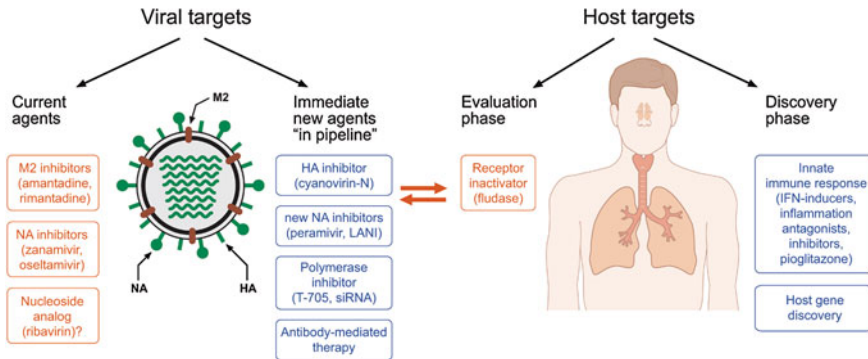 Viral targets
Host targets
Current
agents
M2
Immediate
new agents
"in pipeline"
Evaluation
phase
Discovery
phase
M2 inhibitors
(amantadine,
rimantadine)
NA inhibitors
(zanamivir,
oseltamivir)
Nucleoside
analog
(ribavirin)?
NA
HA
HA inhibitor
(cyanovirin-N)
new NA inhibitors
(peramivir, LANI)
Polymerase
inhibitor
(T-705, siRNA)
Antibody-mediated
therapy
Receptor
inactivator
(fludase)
Innate
immune response
(IFN-inducers,
inflammation
antagonists,
inhibitors,
pioglitazone)
Host gene
discovery